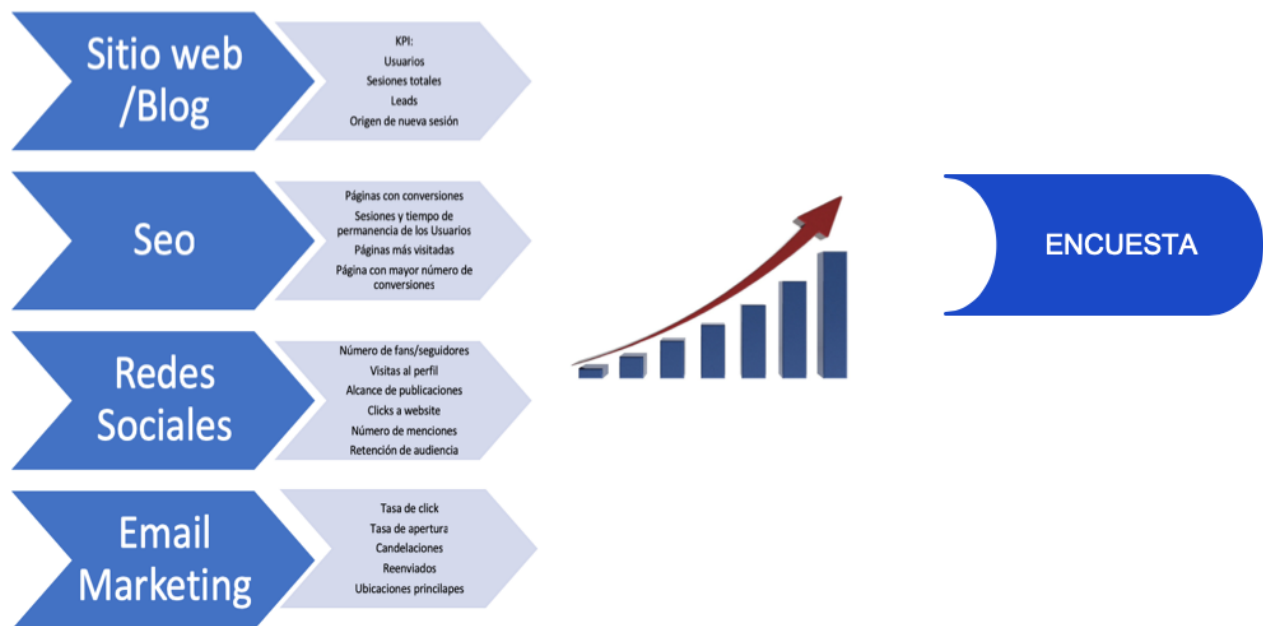 Sitio web
/Blog
KPI:
Usuarios
Sesiones totales
Leads
Origen de nueva sesión
Seo
Páginas con conversiones
Sesiones y tiempo de
permanencia de los Usuarios
Páginas más visitadas
Página con mayor número de
conversiones
Redes
Sociales
Número de fans/seguidores
Visitas al perfil
Alcance de publicaciones
Clicks a website
Número de menciones
Retención de audiencia
Email
Marketing
Tasa de click
Tasa de apertura
Candelaciones
Reenviados
Ubicaciones princilapes
ENCUESTA